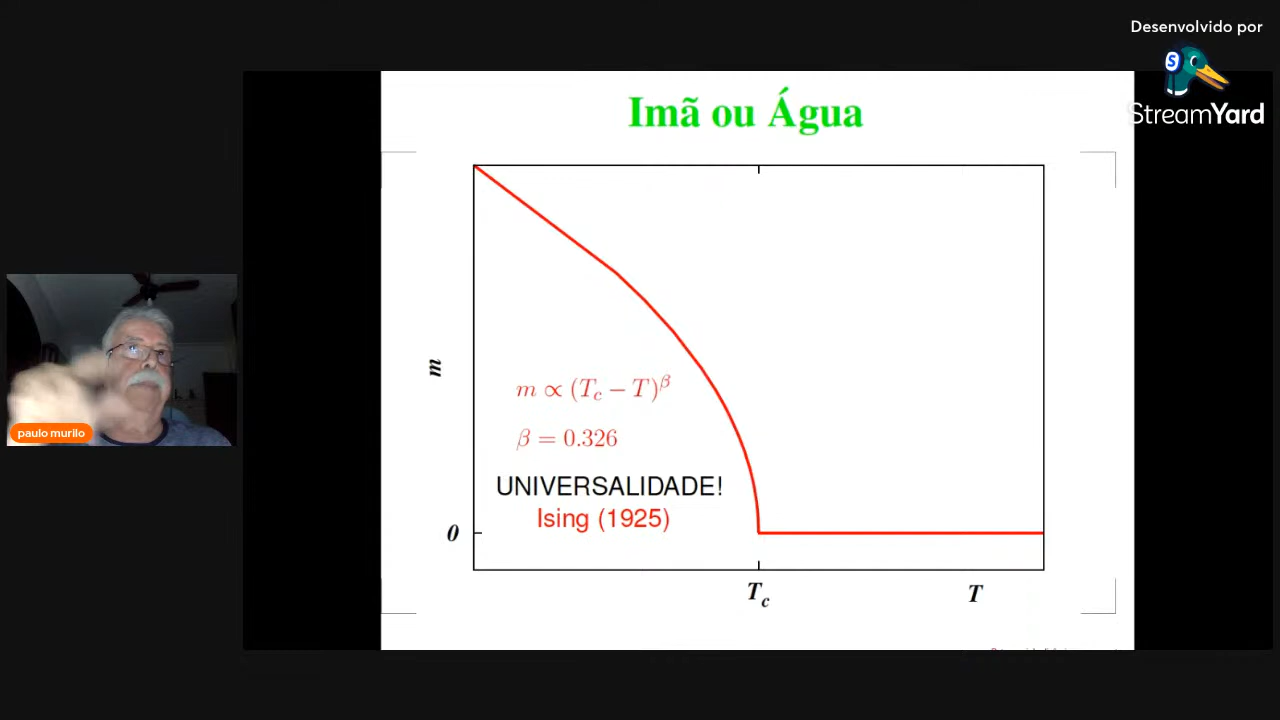 Desenvolvido por
StreamYard
Imã ou Água
m
m ∝ (T_c − T)^β
β = 0.326
UNIVERSALIDADE!
Ising (1925)
0
T_c
T
paulo murilo